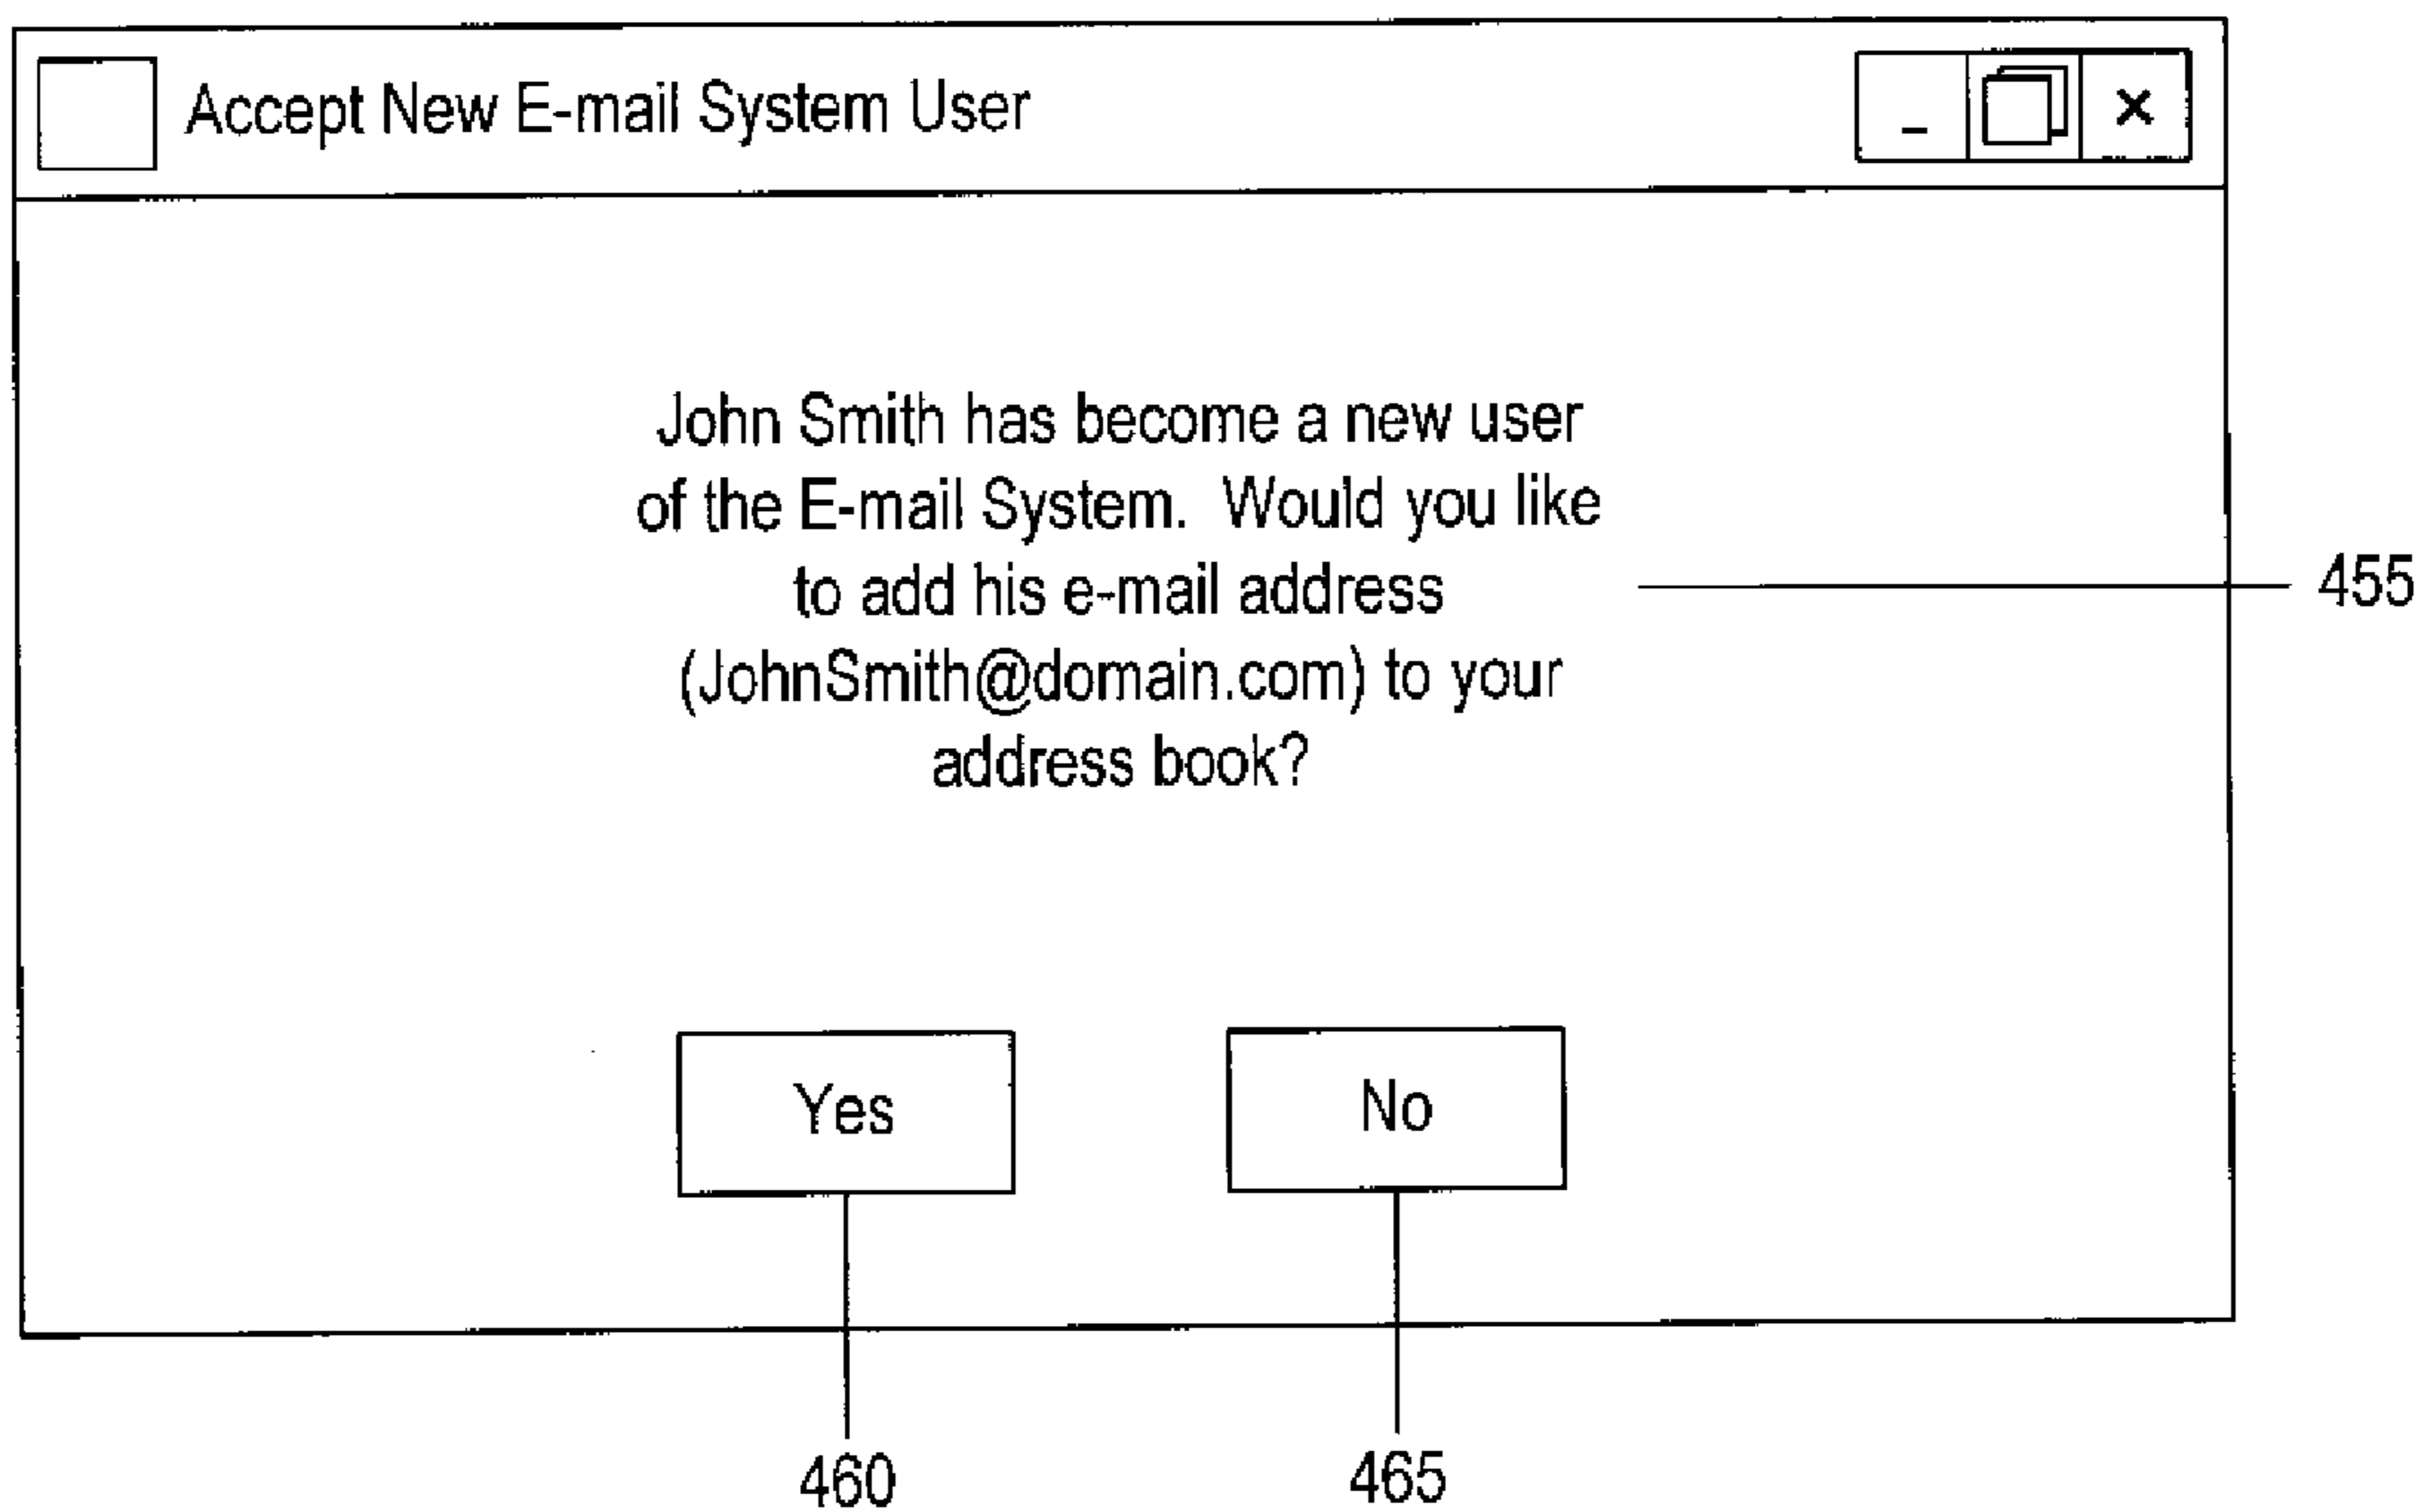 Accept New E-mail System User
John Smith has become a new user
of the E-mail System. Would you like
to add his e-mail address
(JohnSmith@domain.com) to your
address book?
455
Yes
No
460
465